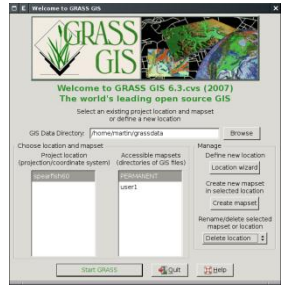 Welcome to GRASS GIS
GRASS
GIS
Welcome to GRASS GIS 6.3.cvs (2007)
The world's leading open source GIS
Select an existing project location and mapset
or define a new location
GIS Data Directory: /home/martin/grassdata Browse
Choose location and mapset
Project location
(projection/coordinate system)
spearfish60
Accessible mapsets
(directories of GIS files)
PERMANENT
user1
Manage
Define new location
Location wizard
Create new mapset
in selected location
Create mapset
Rename/delete selected
mapset or location
Delete location
Start GRASS Quit Help